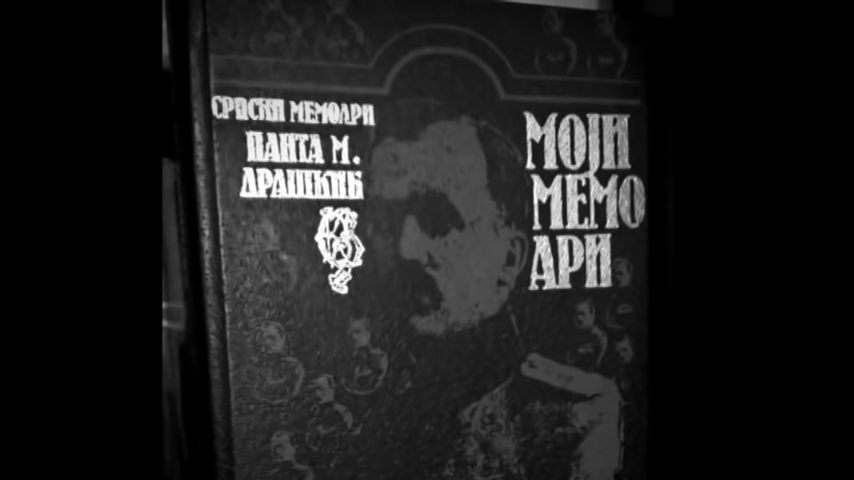 СРПСКИ МЕМОАРИ
ПАНТА М.
ДРАШКИЋ
МОЈИ
МЕМО
АРИ